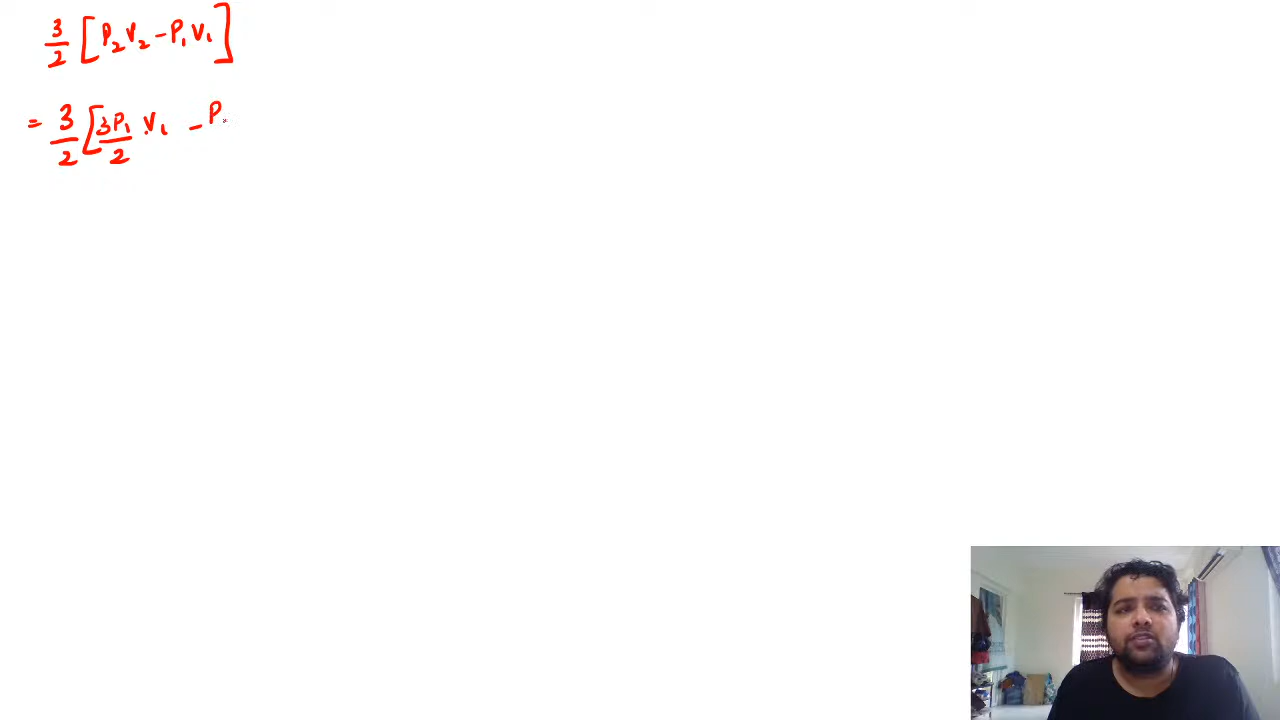 3/2 [P₂V₂ - P₁V₁]
= 3/2 [3P₁/2 · V₁ - P